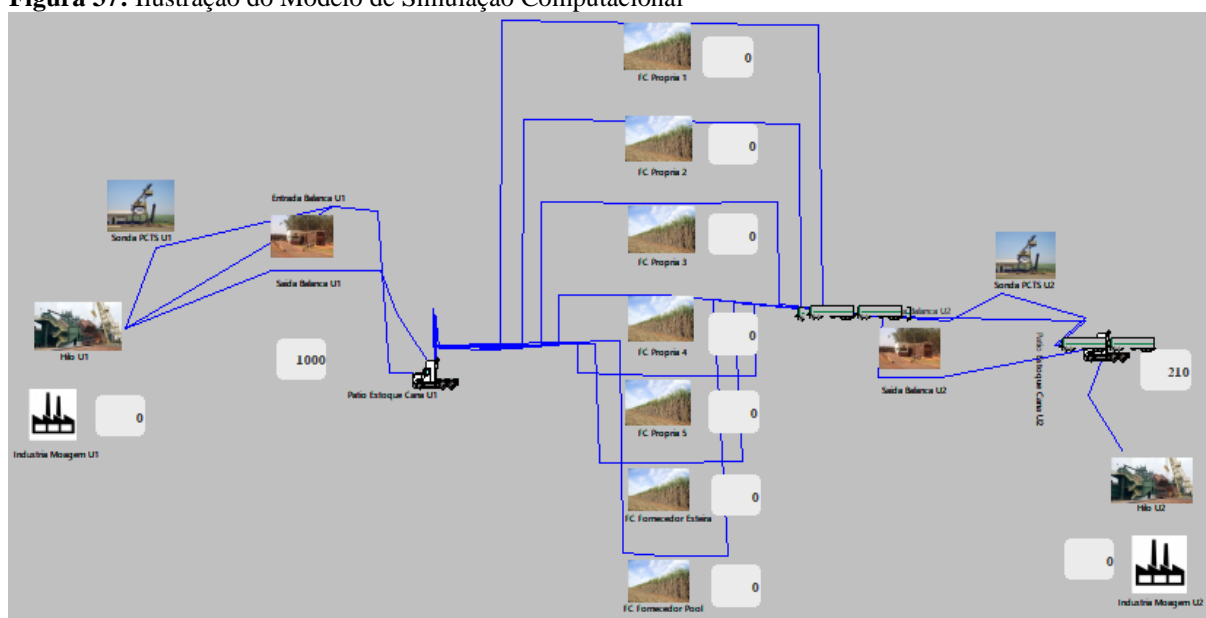 Figura 37: Ilustração do Modelo de Simulação Computacional
0
FC Propria 1
0
FC Propria 2
Entrada Balanca U1
Sonda PCTS U1
0
FC Propria 3
Sonda PCTS U2
Saida Balanca U1
Balanca U2
Hilo U1
1000
0
FC Propria 4
210
Patio Estoque Cana U1
Saida Balanca U2
Patio Estoque Cana U2
0
0
FC Propria 5
Industria Moagem U1
0
FC Fornecedor Esteira
Hilo U2
0
0
FC Fornecedor Pool
Industria Moagem U2